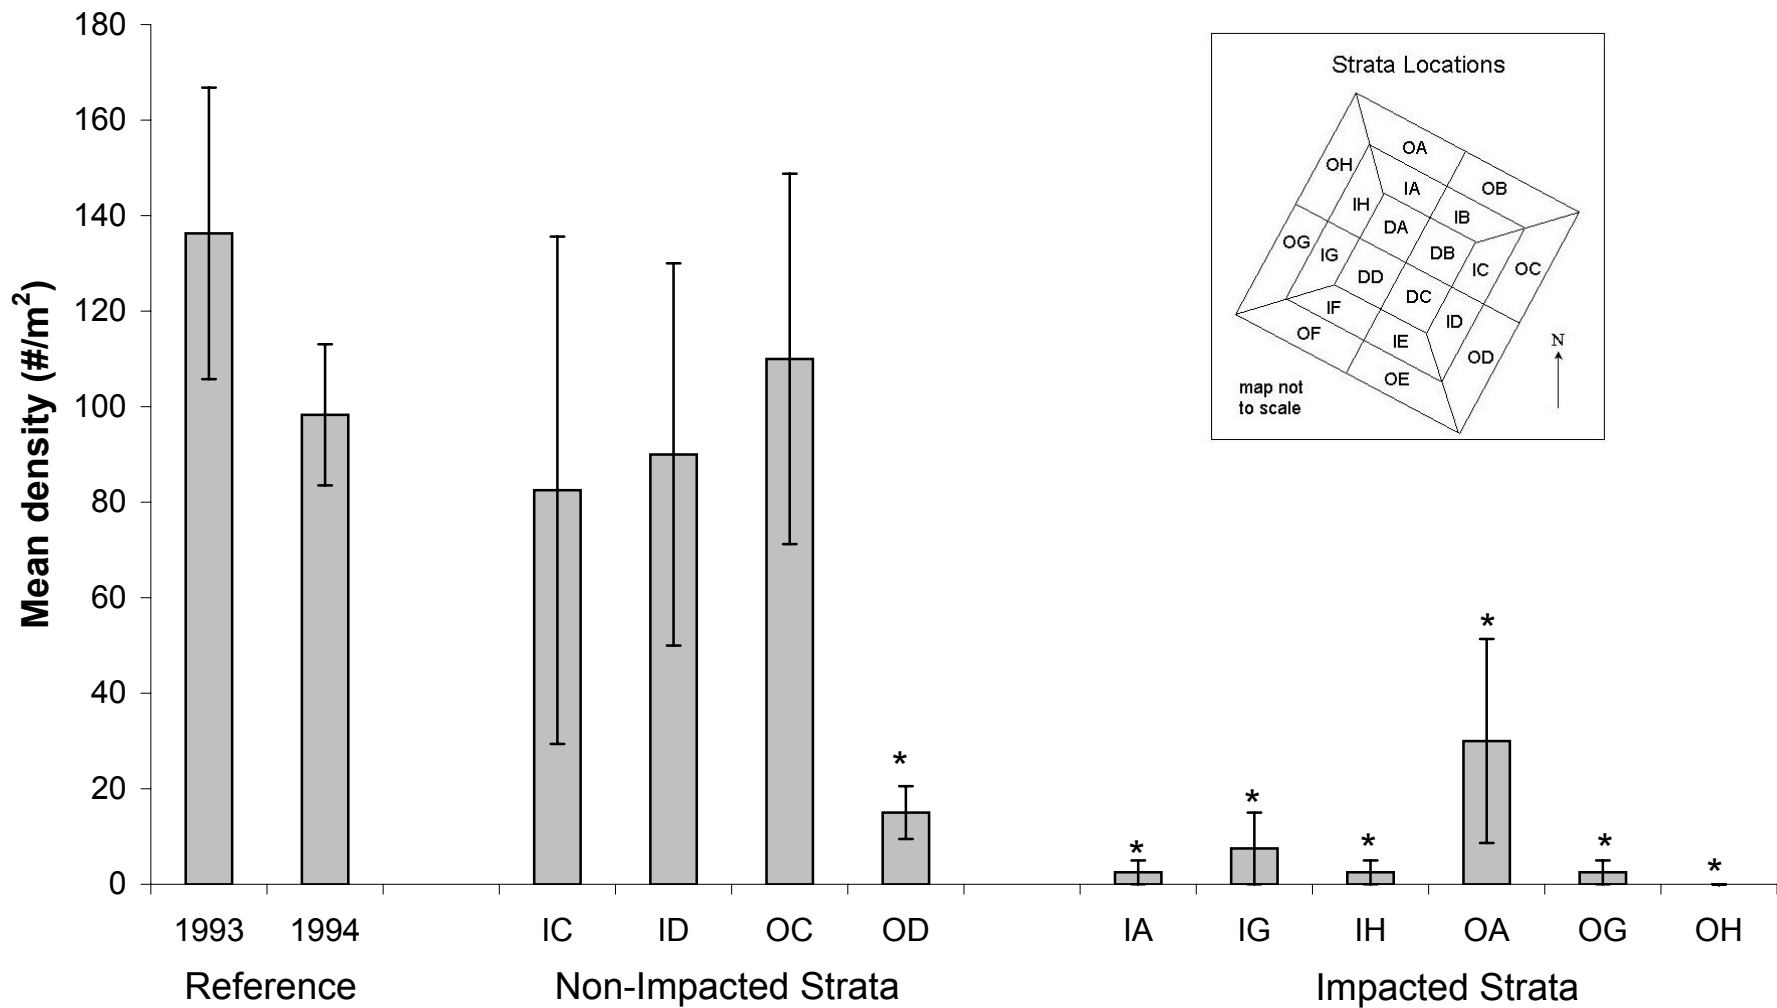 180
160
140
120
100
80
60
40
20
0
Mean density (#/m²)
* * * * * * *
1993 1994 IC ID OC OD IA IG IH OA OG OH
Reference Non-Impacted Strata Impacted Strata
Strata Locations
OA
OH
OB
IA
IH
IB
DA
OG
IG
DB
IC
OC
DD
DC
IF
ID
OF
IE
OD
OE
N
map not
to scale